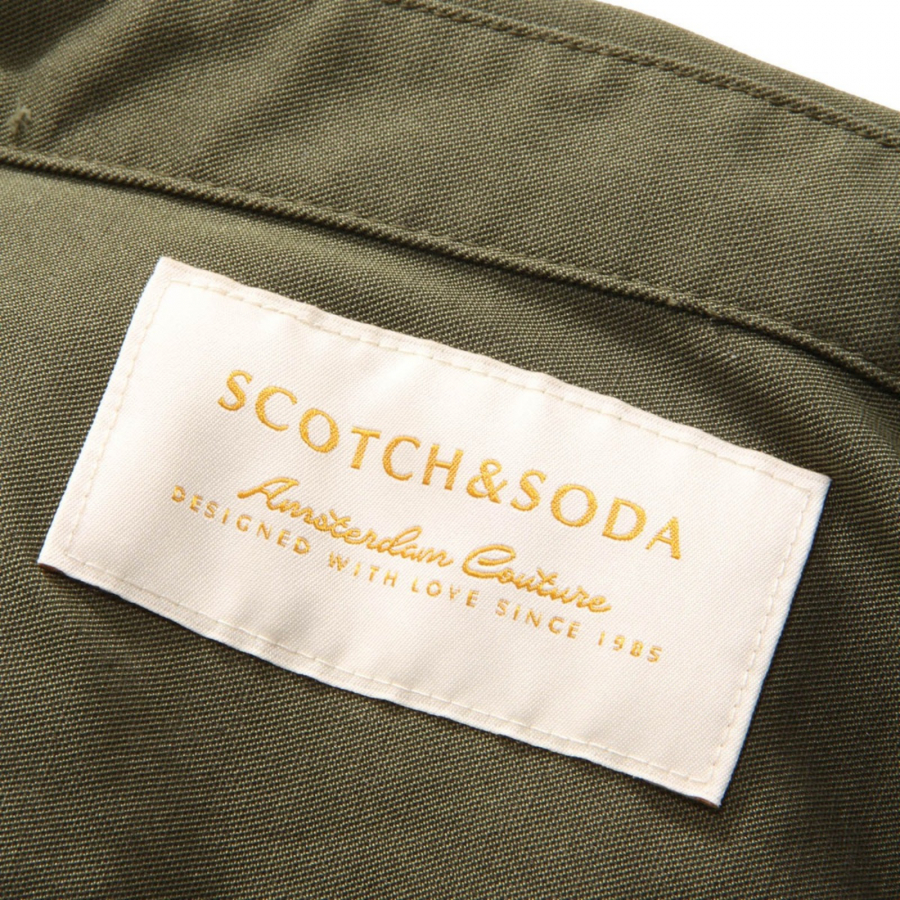 SCOTCH&SODA
Amsterdam Couture
DESIGNED WITH LOVE SINCE 1985